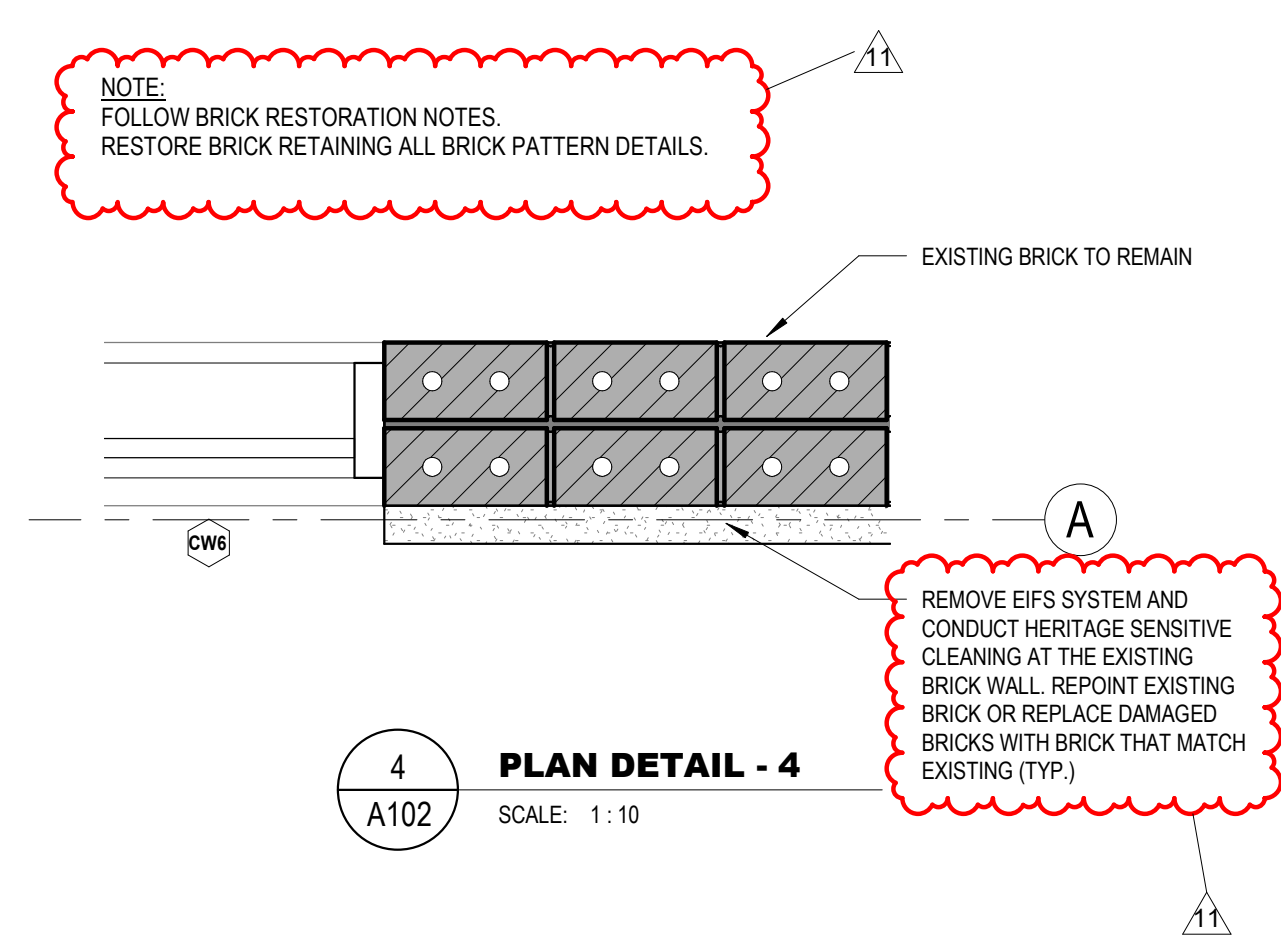 11
NOTE:
FOLLOW BRICK RESTORATION NOTES.
RESTORE BRICK RETAINING ALL BRICK PATTERN DETAILS.
EXISTING BRICK TO REMAIN
A
CW6
REMOVE EIFS SYSTEM AND
CONDUCT HERITAGE SENSITIVE
CLEANING AT THE EXISTING
BRICK WALL. REPOINT EXISTING
BRICK OR REPLACE DAMAGED
BRICKS WITH BRICK THAT MATCH
EXISTING (TYP.)
4
A102
PLAN DETAIL - 4
SCALE: 1 : 10
11